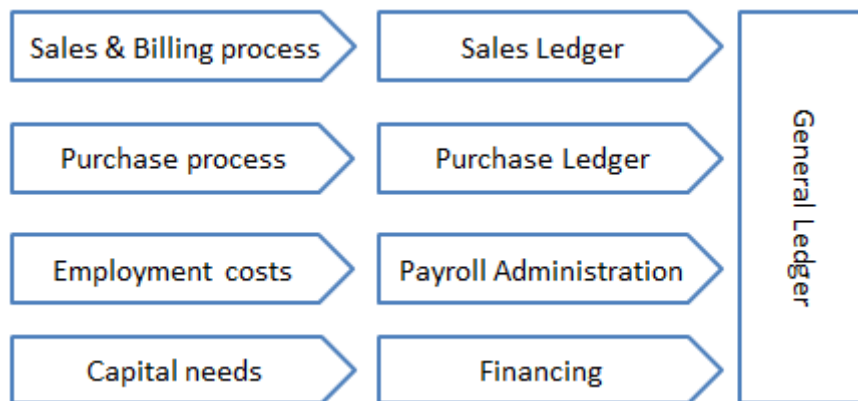 Sales & Billing process
Sales Ledger
Purchase process
Purchase Ledger
Employment costs
Payroll Administration
Capital needs
Financing
General Ledger